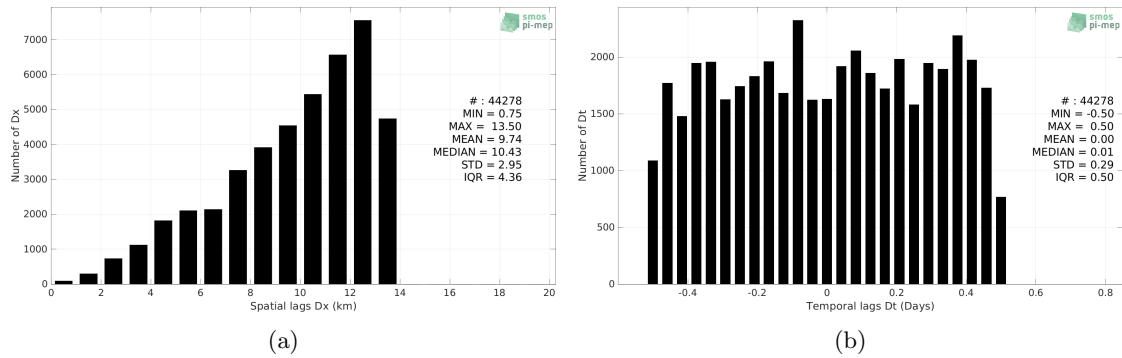 smos
pi-mep
7000
6000
5000
4000
3000
2000
1000
0
Number of Dx
# : 44278
MIN = 0.75
MAX = 13.50
MEAN = 9.74
MEDIAN = 10.43
STD = 2.95
IQR = 4.36
0 2 4 6 8 10 12 14 16 18 20
Spatial lags Dx (km)
(a)
smos
pi-mep
2000
1500
1000
500
0
Number of Dt
# : 44278
MIN = -0.50
MAX = 0.50
MEAN = 0.00
MEDIAN = 0.01
STD = 0.29
IQR = 0.50
-0.4 -0.2 0 0.2 0.4 0.6 0.8
Temporal lags Dt (Days)
(b)